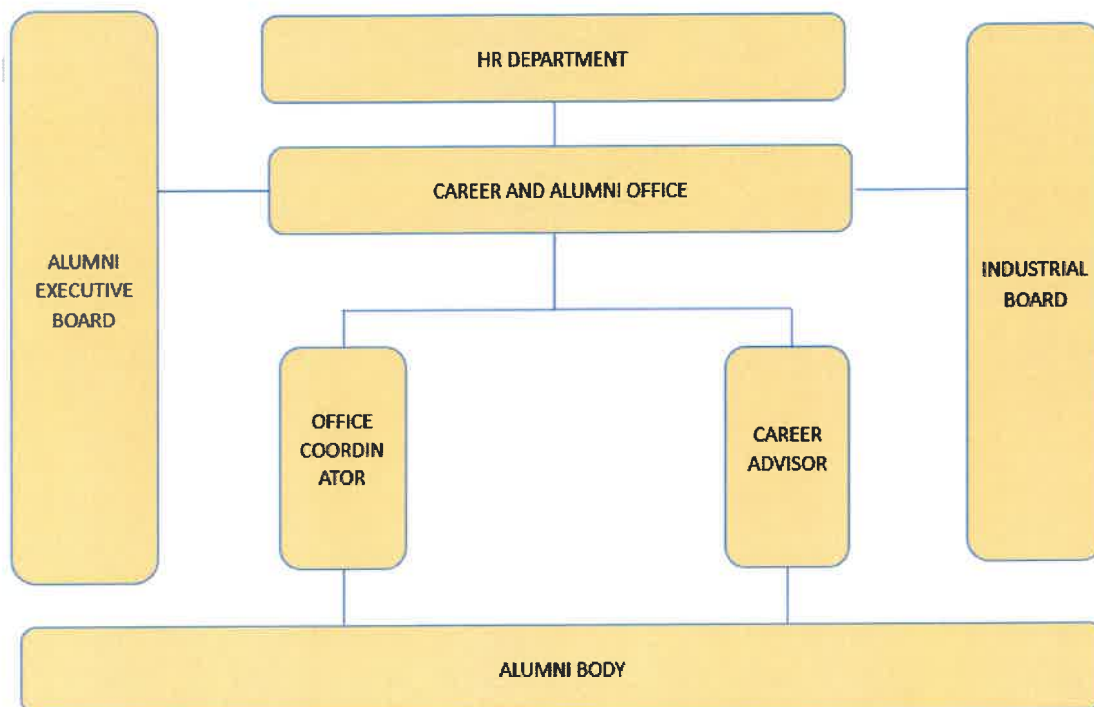 HR DEPARTMENT
CAREER AND ALUMNI OFFICE
ALUMNI
EXECUTIVE
BOARD
INDUSTRIAL
BOARD
OFFICE
COORDIN
ATOR
CAREER
ADVISOR
ALUMNI BODY